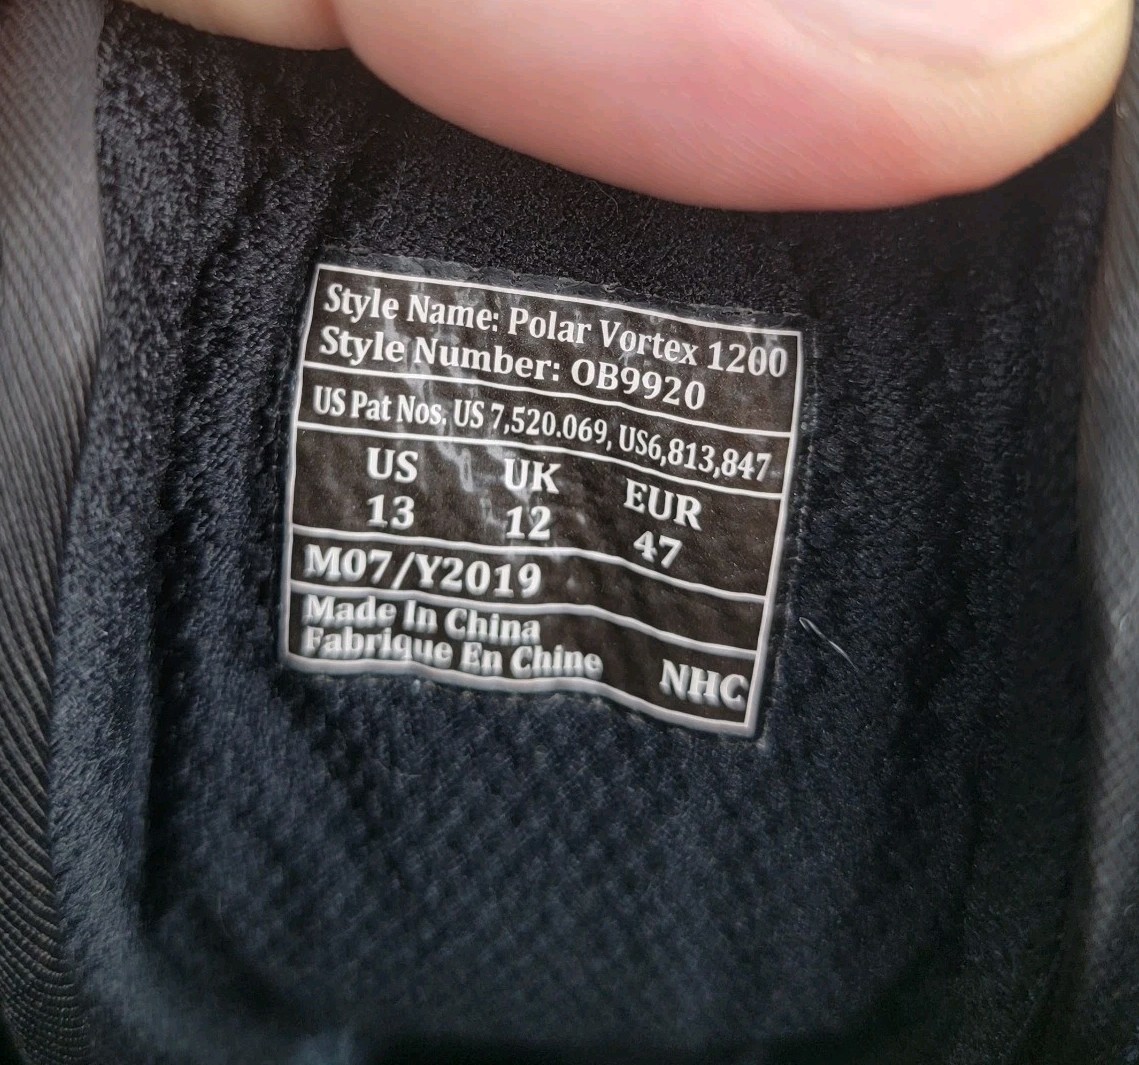 Style Name: Polar Vortex 1200
Style Number: OB9920
US Pat Nos. US 7,520.069, US6,813,847
US UK EUR
13 12 47
M07/Y2019
Made In China
Fabrique En Chine NHC